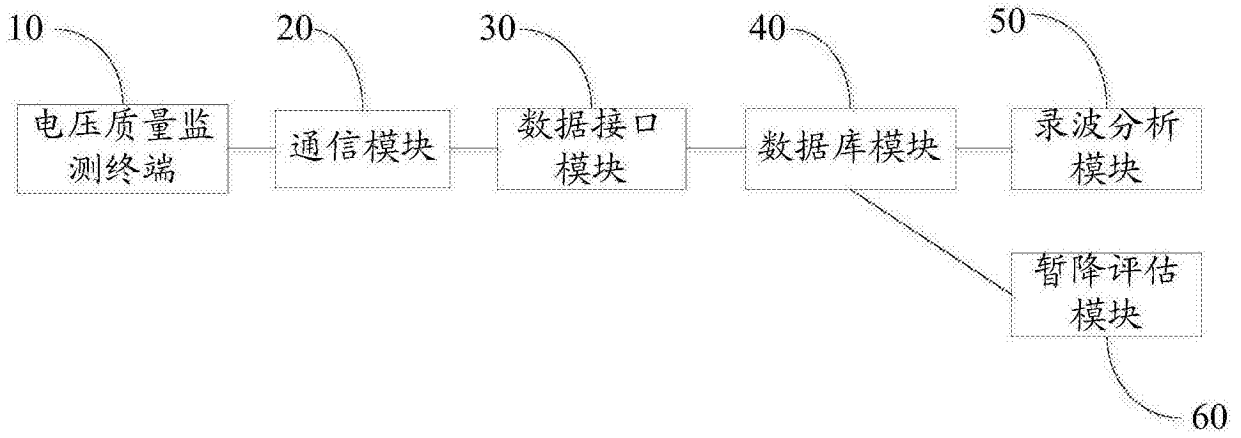 10
20
30
40
50
电压质量监
测终端
通信模块
数据接口
模块
数据库模块
录波分析
模块
暂降评估
模块
60